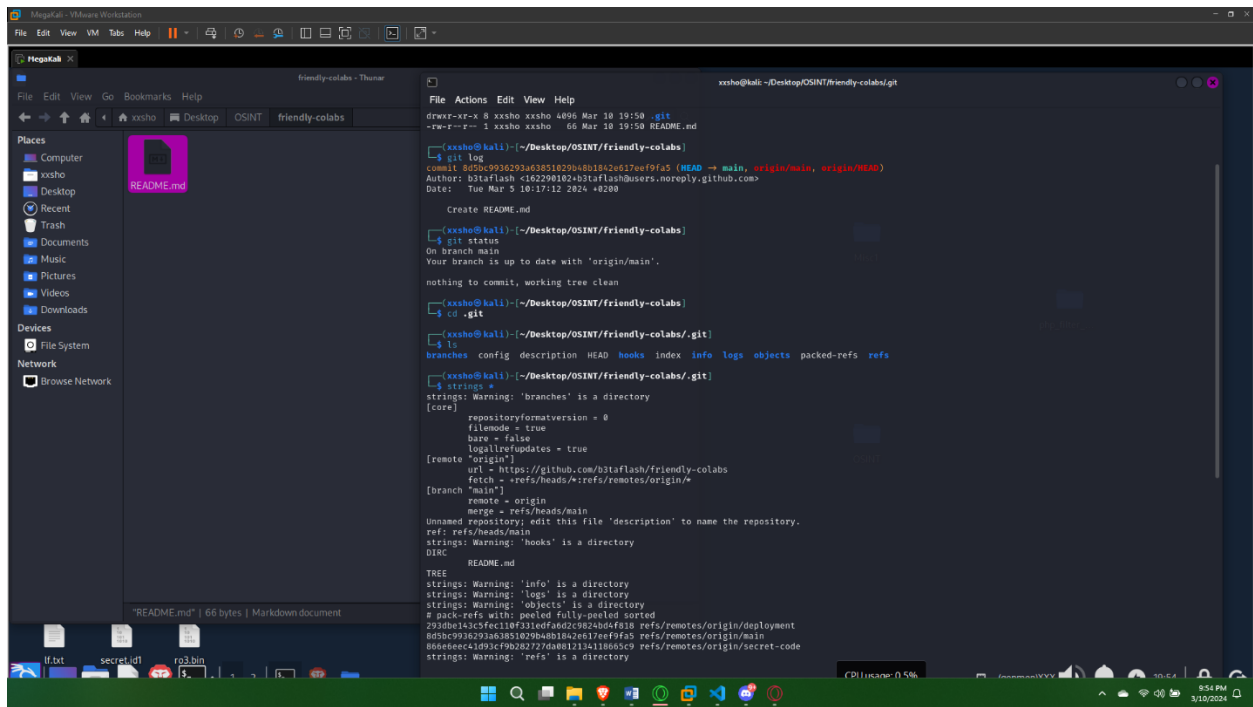 MegaKali - VMware Workstation
File Edit View VM Tabs Help
MegaKali
friendly-colabs - Thunar
File Edit View Go Bookmarks Help
xxsho Desktop OSINT friendly-colabs
Places
Computer
xxsho
Desktop
Recent
Trash
Documents
Music
Pictures
Videos
Downloads
Devices
File System
Network
Browse Network
README.md
"README.md" | 66 bytes | Markdown document
xxsho@kali: ~/Desktop/OSINT/friendly-colabs/.git
File Actions Edit View Help
drwxr-xr-x 8 xxsho xxsho 4096 Mar 10 19:50 .git
-rw-r--r-- 1 xxsho xxsho 66 Mar 10 19:50 README.md
┌──(xxsho㉿kali)-[~/Desktop/OSINT/friendly-colabs]
└─$ git log
commit 8d5bc9936293a63851029b48b1842e617eef9fa5 (HEAD → main, origin/main, origin/HEAD)
Author: b3taflash <162290102+b3taflash@users.noreply.github.com>
Date: Tue Mar 5 10:17:12 2024 +0200
Create README.md
┌──(xxsho㉿kali)-[~/Desktop/OSINT/friendly-colabs]
└─$ git status
On branch main
Your branch is up to date with 'origin/main'.
nothing to commit, working tree clean
┌──(xxsho㉿kali)-[~/Desktop/OSINT/friendly-colabs]
└─$ cd .git
┌──(xxsho㉿kali)-[~/Desktop/OSINT/friendly-colabs/.git]
└─$ ls
branches config description HEAD hooks index info logs objects packed-refs refs
┌──(xxsho㉿kali)-[~/Desktop/OSINT/friendly-colabs/.git]
└─$ strings *
strings: Warning: 'branches' is a directory
[core]
repositoryformatversion = 0
filemode = true
bare = false
logallrefupdates = true
[remote "origin"]
url = https://github.com/b3taflash/friendly-colabs
fetch = +refs/heads/*:refs/remotes/origin/*
[branch "main"]
remote = origin
merge = refs/heads/main
Unnamed repository; edit this file 'description' to name the repository.
ref: refs/heads/main
strings: Warning: 'hooks' is a directory
DIRC
README.md
TREE
strings: Warning: 'info' is a directory
strings: Warning: 'logs' is a directory
strings: Warning: 'objects' is a directory
# pack-refs with: peeled fully-peeled sorted
293dbe143c5fec110f331edfa6d2c9824bd4f818 refs/remotes/origin/deployment
8d5bc9936293a63851029b48b1842e617eef9fa5 refs/remotes/origin/main
866e6eec41d93cf9b282727da0812134118665c9 refs/remotes/origin/secret-code
strings: Warning: 'refs' is a directory
lf.txt secret.id1 ro3.bin
CPU usage: 0.5%
9:54 PM
3/10/2024